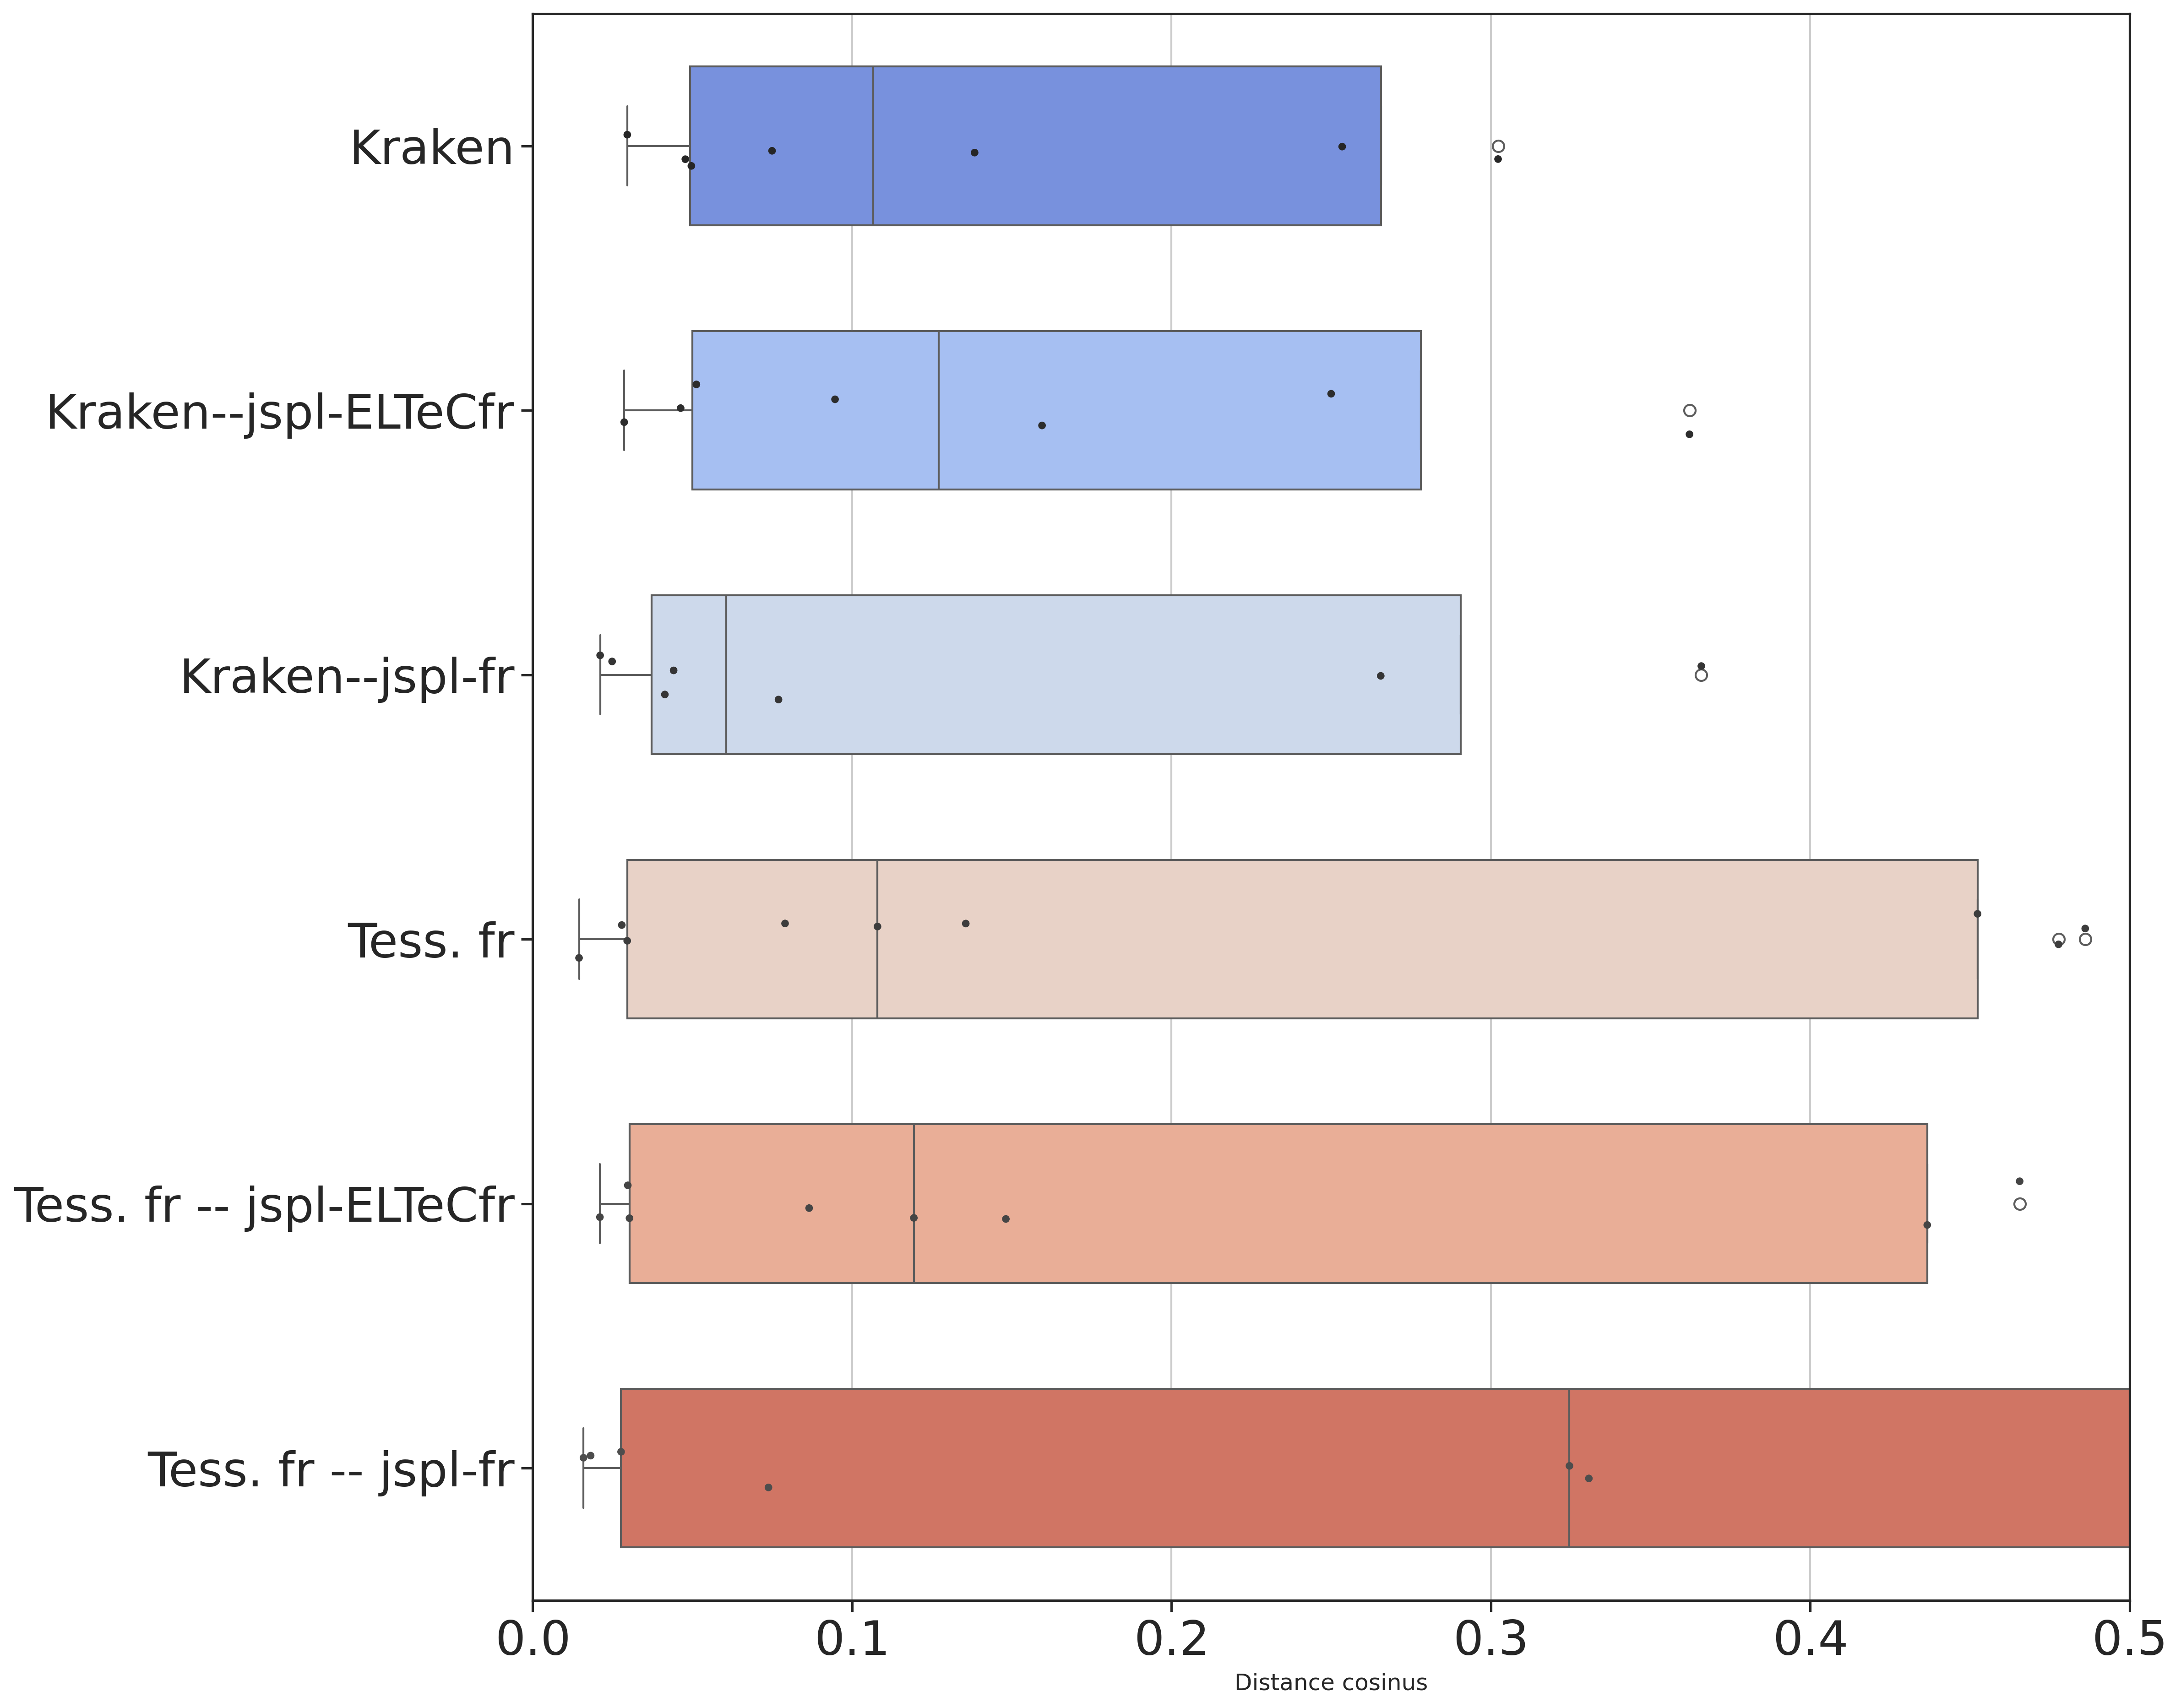 Kraken
Kraken--jspl-ELTeCfr
Kraken--jspl-fr
Tess. fr
Tess. fr -- jspl-ELTeCfr
Tess. fr -- jspl-fr
0.0 0.1 0.2 0.3 0.4 0.5
Distance cosinus